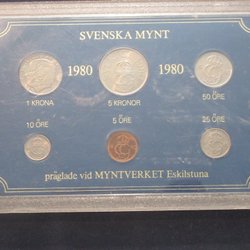 SVENSKA MYNT
1980 1980
1 KRONA 5 KRONOR 50 ÖRE
10 ÖRE 5 ÖRE 25 ÖRE
präglade vid MYNTVERKET Eskilstuna